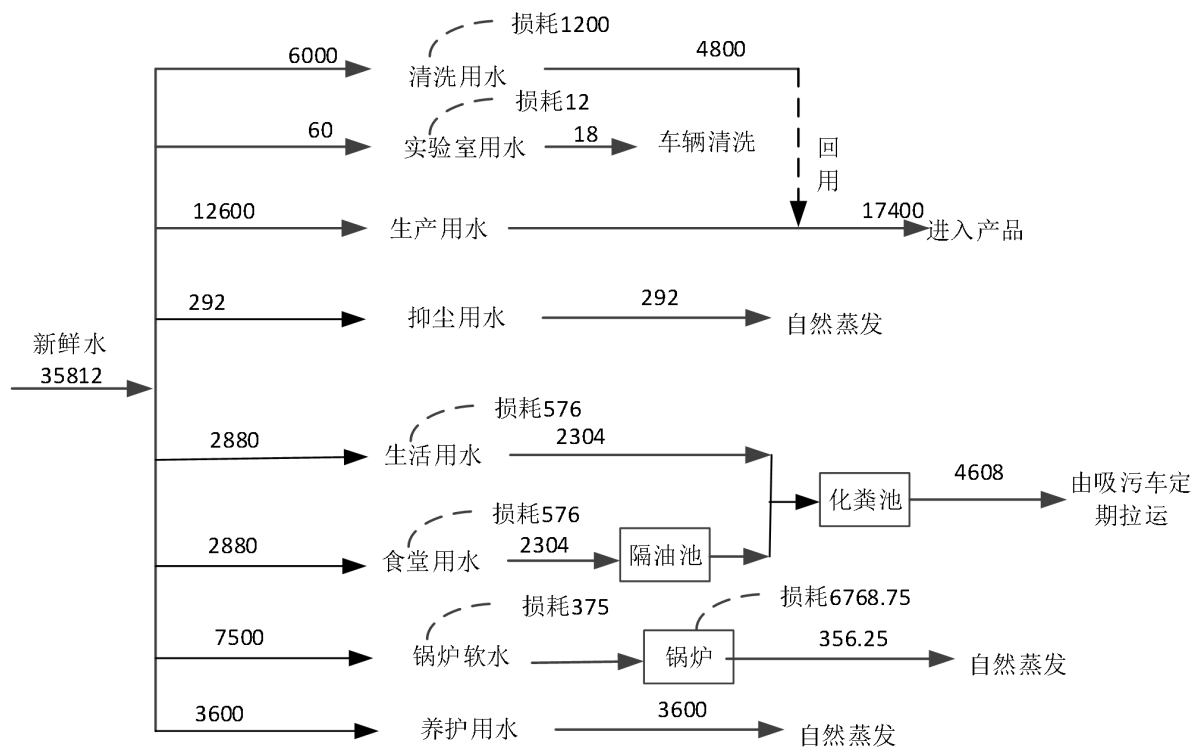 损耗1200
6000
清洗用水
4800
损耗12
60
实验室用水
18
车辆清洗
回用
12600
生产用水
17400
进入产品
292
抑尘用水
292
自然蒸发
新鲜水
35812
损耗576
2880
生活用水
2304
化粪池
4608
由吸污车定
期拉运
损耗576
2880
食堂用水
2304
隔油池
损耗375
7500
锅炉软水
锅炉
损耗6768.75
356.25
自然蒸发
3600
养护用水
3600
自然蒸发